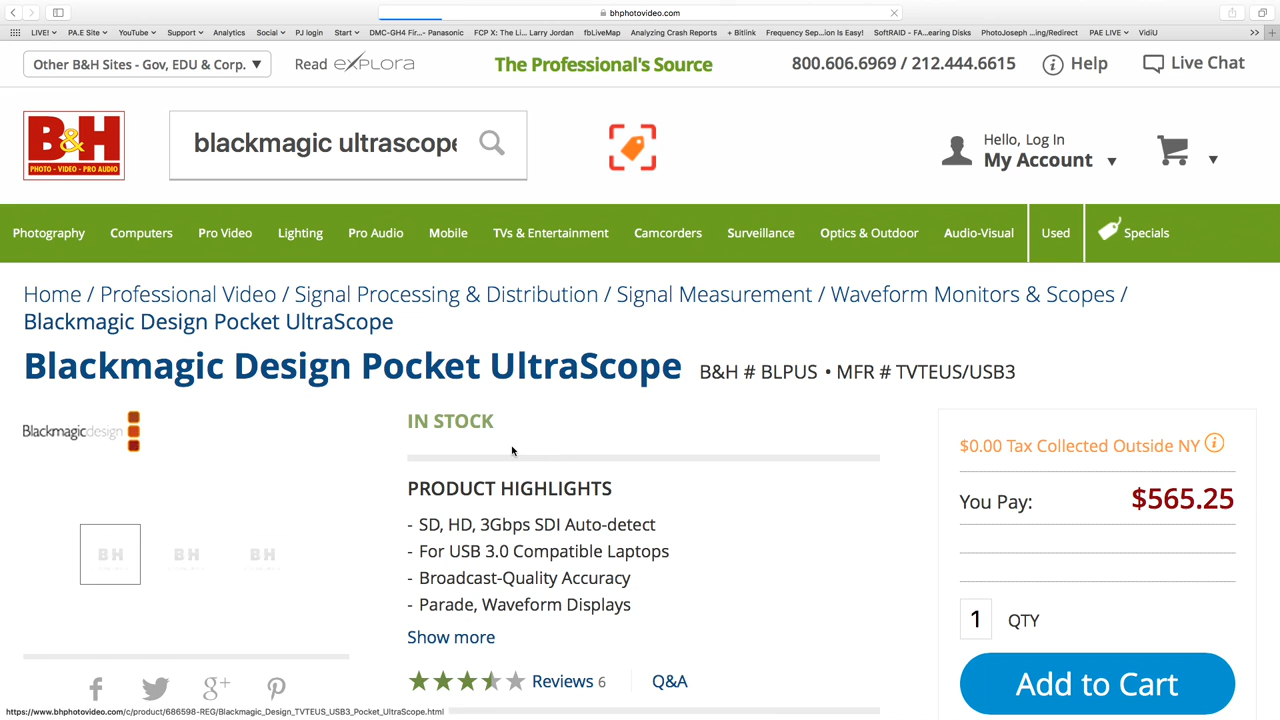 bhphotovideo.com
LIVE! PA.E Site YouTube Support Analytics Social PJ login Start DMC-GH4 Fir... - Panasonic FCP X: The Li... Larry Jordan fbLiveMap Analyzing Crash Reports + Bitlink Frequency Sep...ion Is Easy! SoftRAID - FA...earing Disks PhotoJoseph ...ing/Redirect PAE LIVE VidiU
Other B&H Sites - Gov, EDU & Corp. ▼ Read eXpLORa The Professional's Source 800.606.6969 / 212.444.6615 Help Live Chat
B&H
PHOTO - VIDEO - PRO AUDIO
blackmagic ultrascope
Hello, Log In
My Account ▼
Photography Computers Pro Video Lighting Pro Audio Mobile TVs & Entertainment Camcorders Surveillance Optics & Outdoor Audio-Visual Used Specials
Home / Professional Video / Signal Processing & Distribution / Signal Measurement / Waveform Monitors & Scopes /
Blackmagic Design Pocket UltraScope
Blackmagic Design Pocket UltraScope B&H # BLPUS • MFR # TVTEUS/USB3
Blackmagicdesign
BH BH BH
IN STOCK
PRODUCT HIGHLIGHTS
- SD, HD, 3Gbps SDI Auto-detect
- For USB 3.0 Compatible Laptops
- Broadcast-Quality Accuracy
- Parade, Waveform Displays
Show more
Reviews 6 Q&A
$0.00 Tax Collected Outside NY
You Pay: $565.25
1 QTY
Add to Cart
https://www.bhphotovideo.com/c/product/686598-REG/Blackmagic_Design_TVTEUS_USB3_Pocket_UltraScope.html